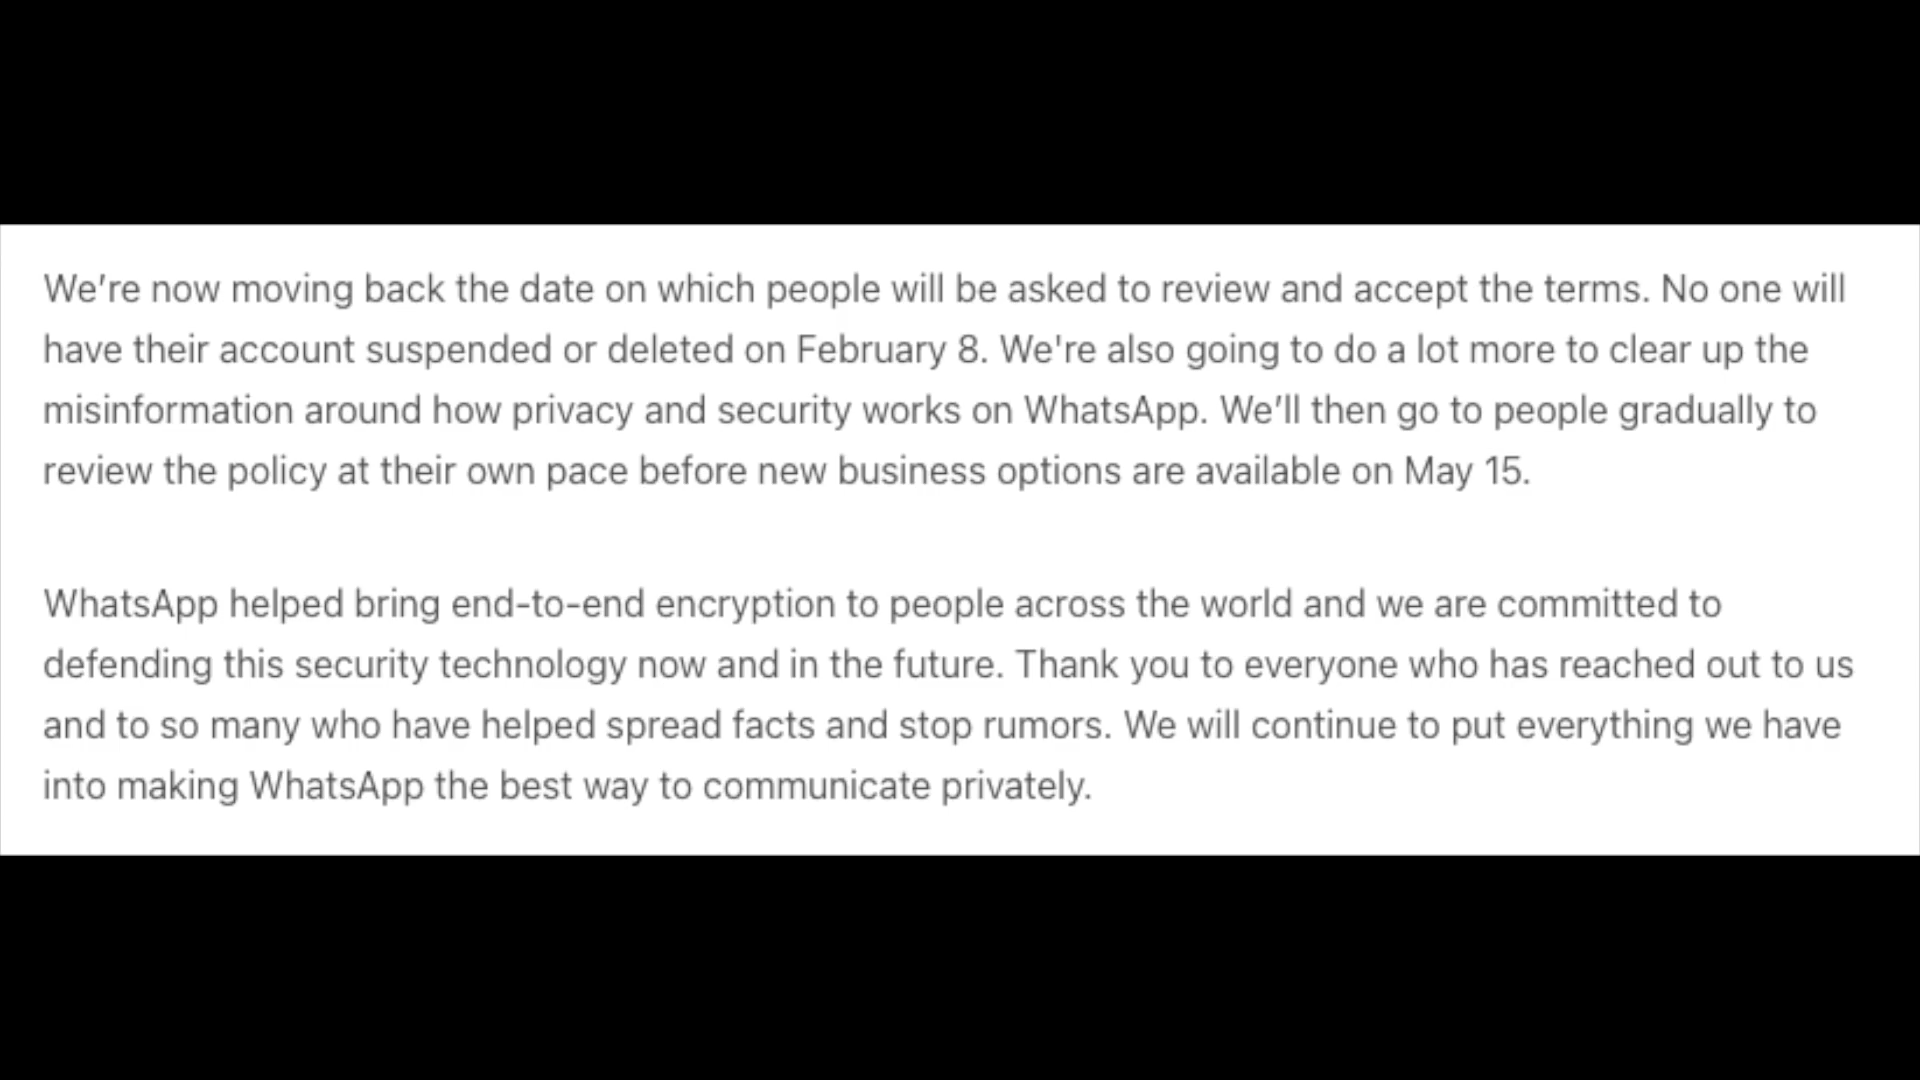 We’re now moving back the date on which people will be asked to review and accept the terms. No one will
have their account suspended or deleted on February 8. We're also going to do a lot more to clear up the
misinformation around how privacy and security works on WhatsApp. We’ll then go to people gradually to
review the policy at their own pace before new business options are available on May 15.
WhatsApp helped bring end-to-end encryption to people across the world and we are committed to
defending this security technology now and in the future. Thank you to everyone who has reached out to us
and to so many who have helped spread facts and stop rumors. We will continue to put everything we have
into making WhatsApp the best way to communicate privately.